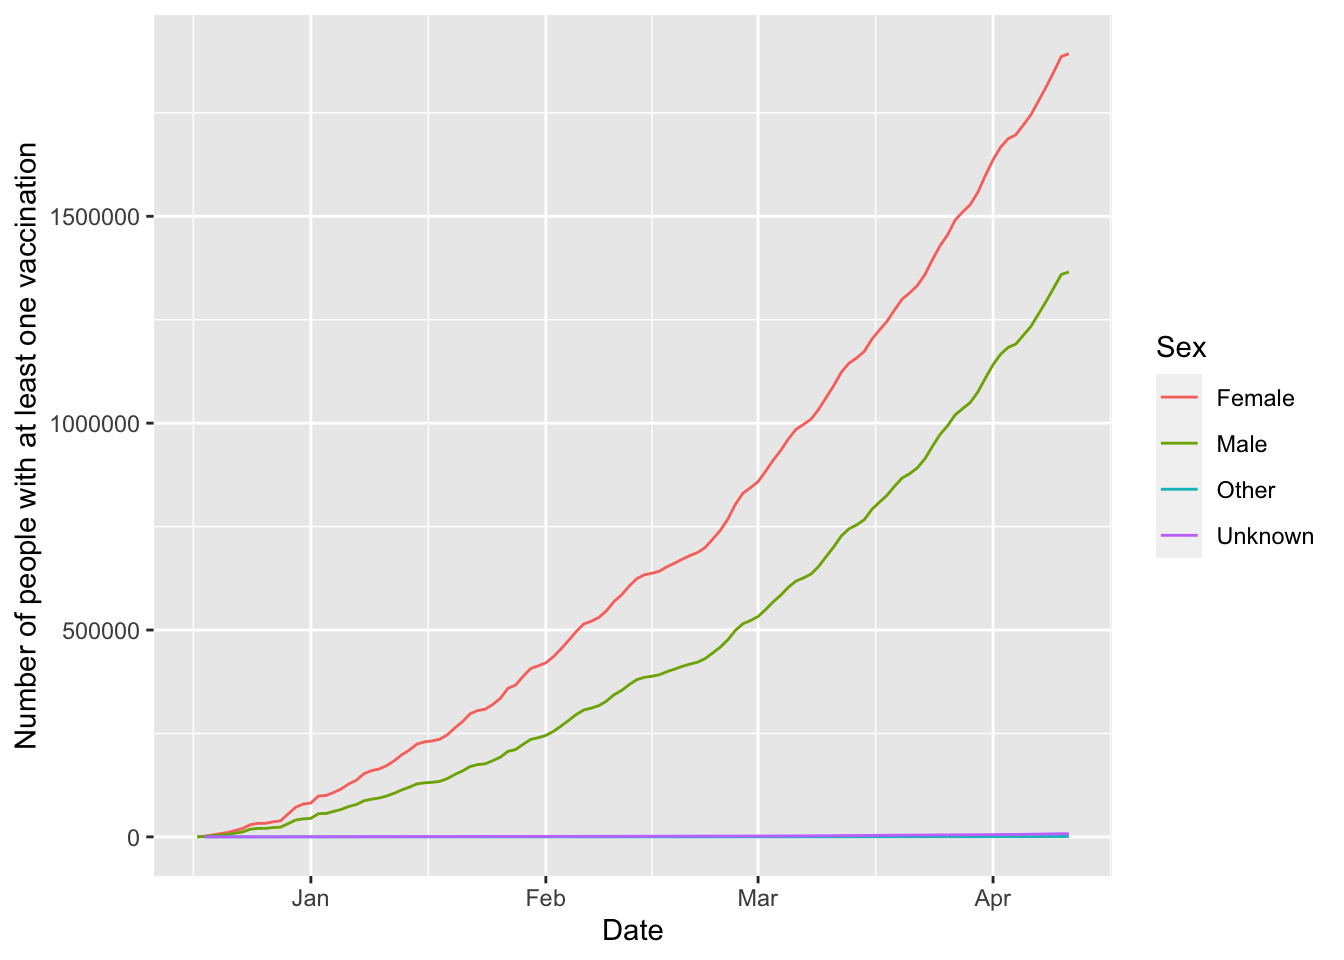 Number of people with at least one vaccination
1500000
1000000
500000
0
Jan Feb Mar Apr
Date
Sex
Female
Male
Other
Unknown